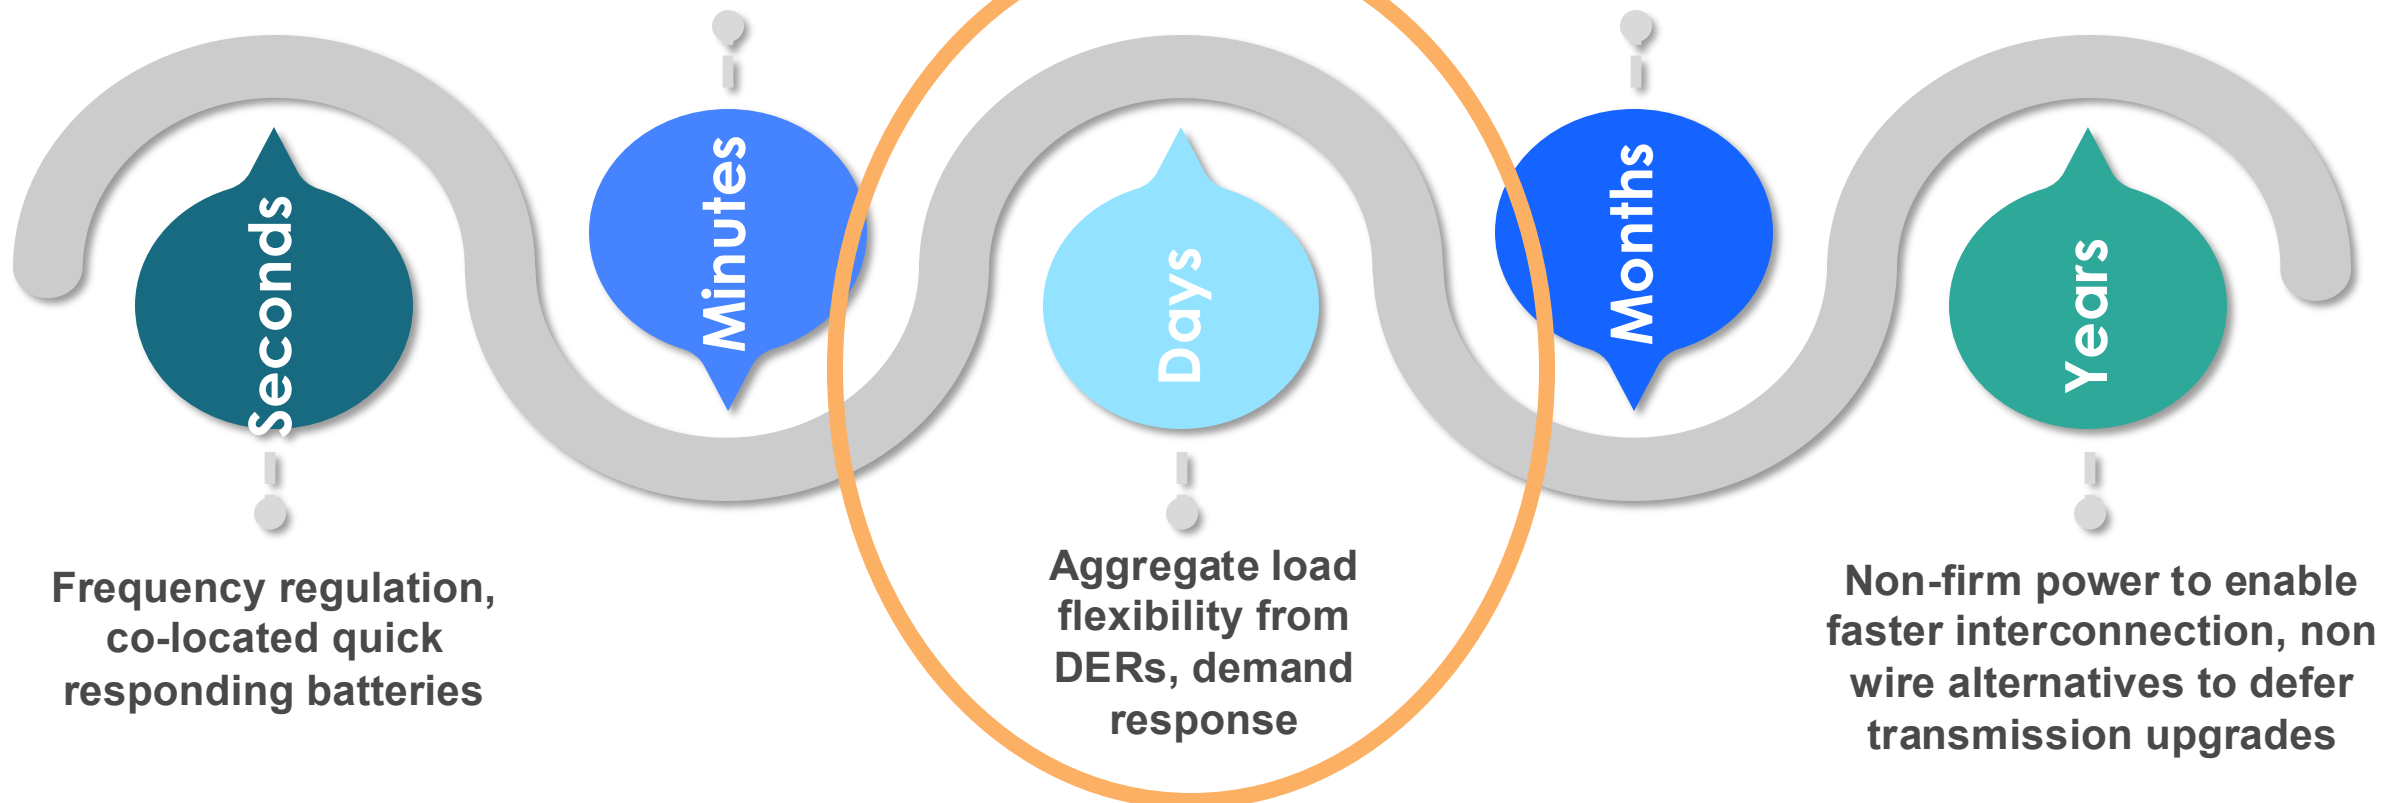 Seconds
Minutes
Days
Months
Years
Frequency regulation,
co-located quick
responding batteries
Aggregate load
flexibility from
DERs, demand
response
Non-firm power to enable
faster interconnection, non
wire alternatives to defer
transmission upgrades